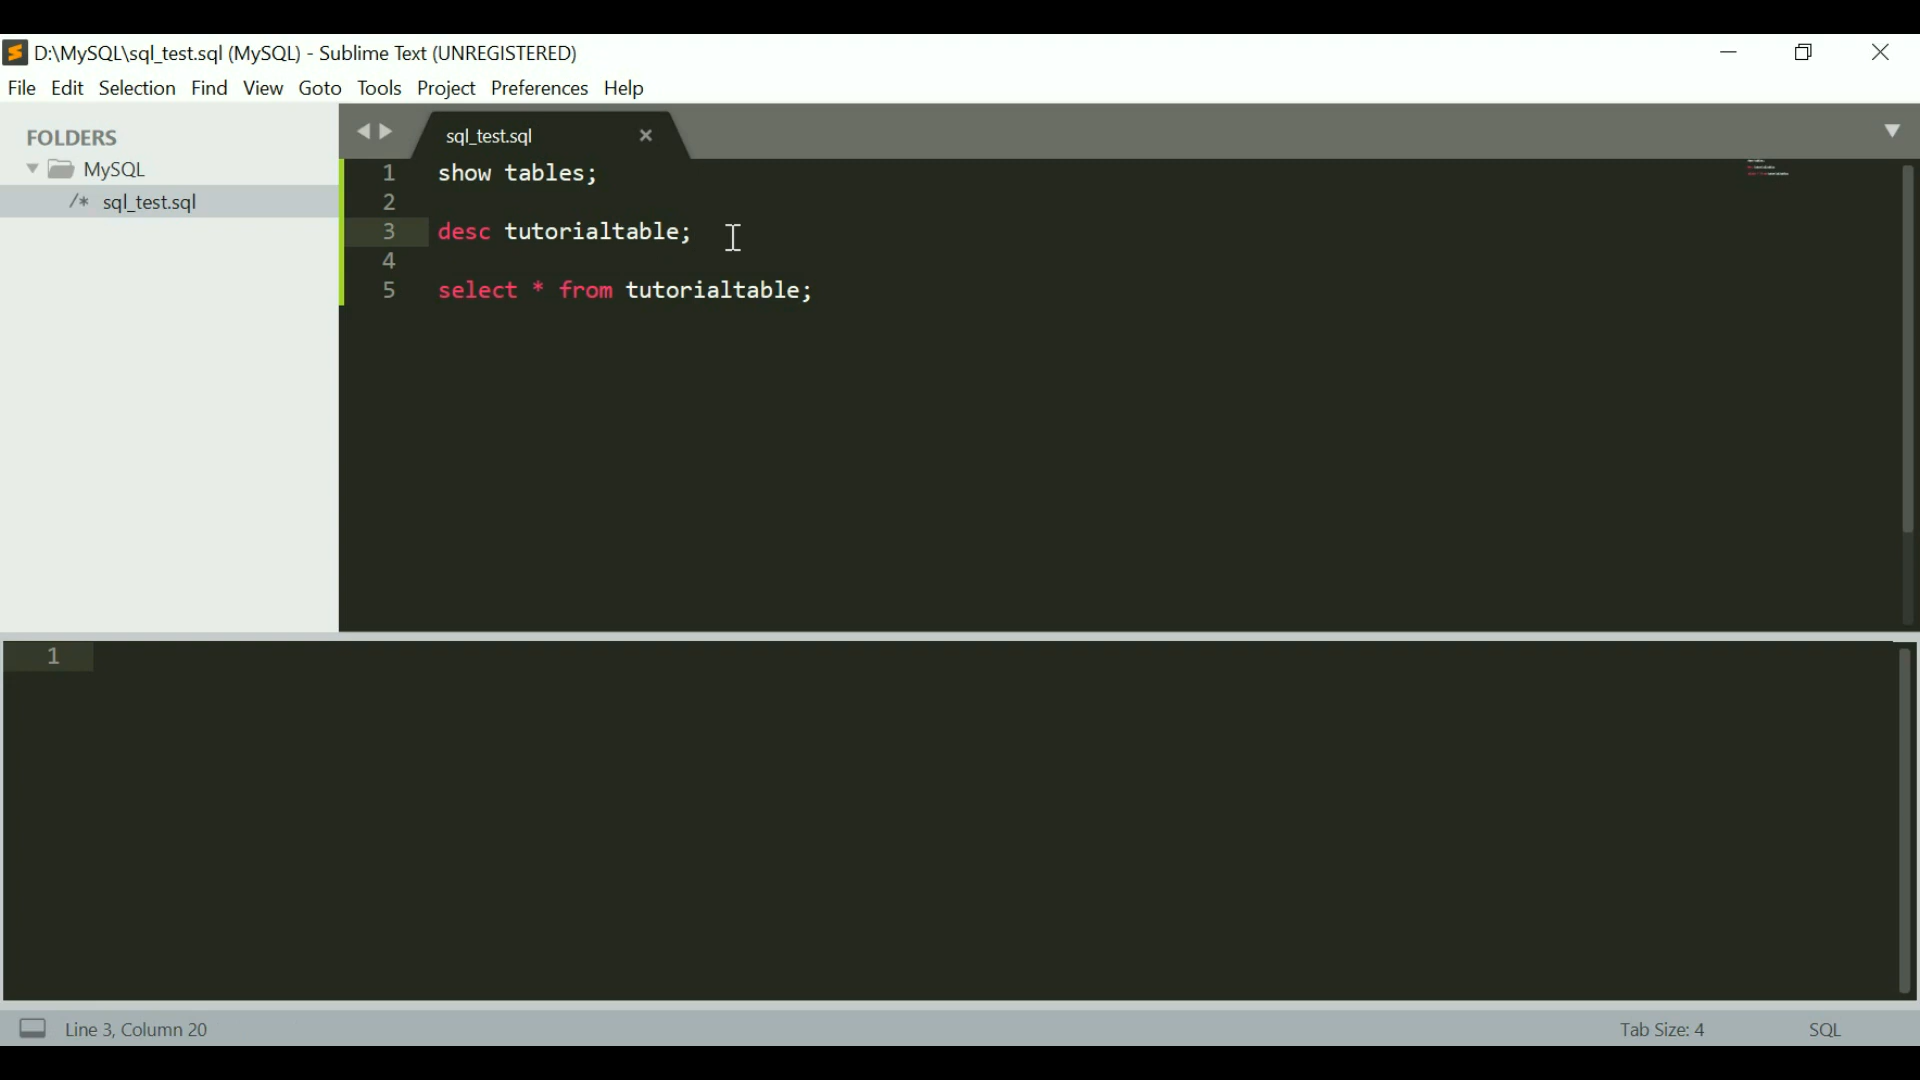 D:\MySQL\sql_test.sql (MySQL) - Sublime Text (UNREGISTERED)
File Edit Selection Find View Goto Tools Project Preferences Help
FOLDERS
MySQL
/* sql_test.sql
sql_test.sql
1 show tables;
2
3 desc tutorialtable;
4
5 select * from tutorialtable;
1
Line 3, Column 20
Tab Size: 4
SQL